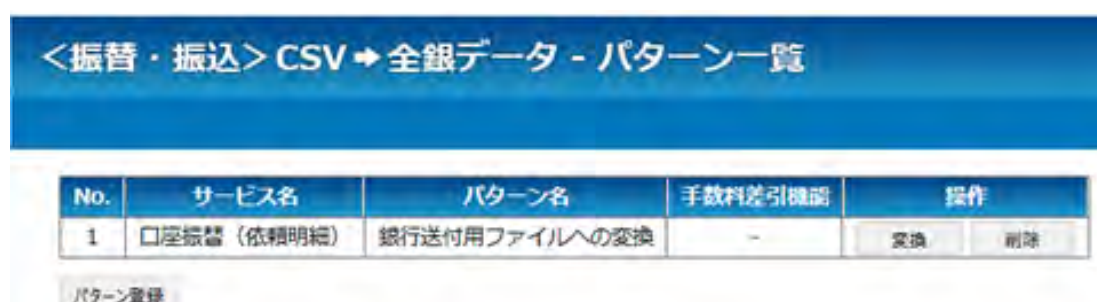 ＜振替・振込＞CSV➡全銀データ - パターン一覧
No. サービス名 パターン名 手数料差引機能 操作
1 口座振替（依頼明細） 銀行送付用ファイルへの変換 - 変換 削除
パターン登録